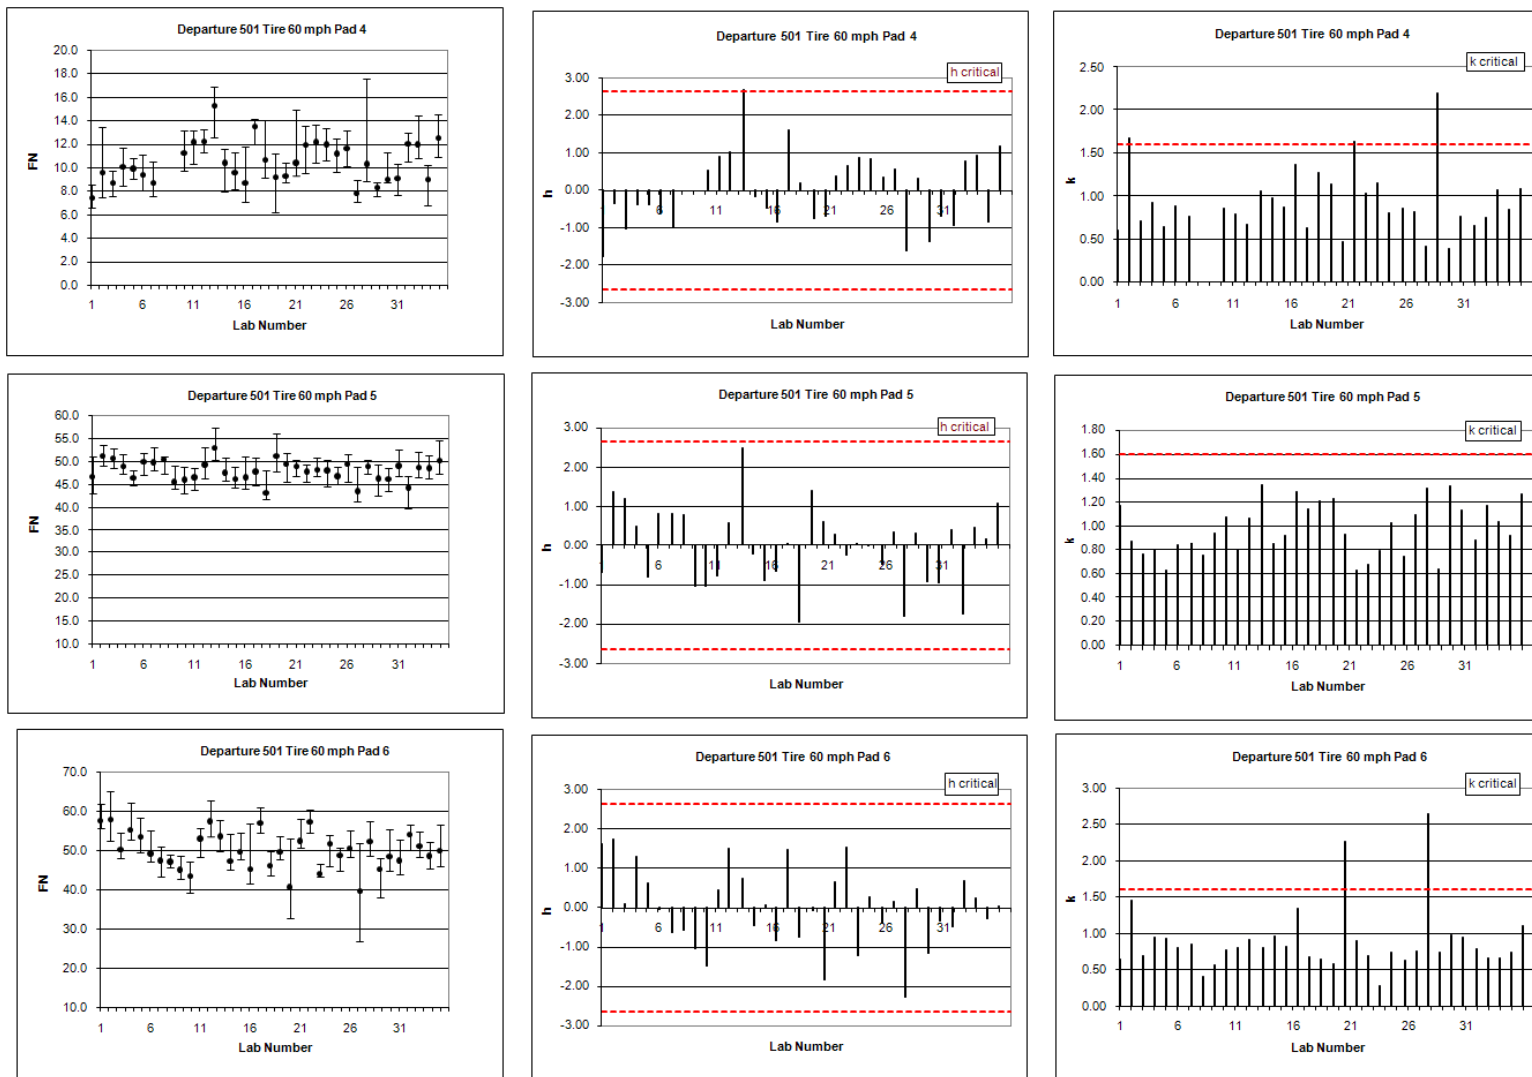 Departure 501 Tire 60 mph Pad 4
20.0
18.0
16.0
14.0
12.0
10.0
8.0
6.0
4.0
2.0
0.0
FN
1 6 11 16 21 26 31
Lab Number
Departure 501 Tire 60 mph Pad 4
h critical
3.00
2.00
1.00
0.00
-1.00
-2.00
-3.00
h
1 6 11 16 21 26 31
Lab Number
Departure 501 Tire 60 mph Pad 4
k critical
2.50
2.00
1.50
1.00
0.50
0.00
k
1 6 11 16 21 26 31
Lab Number
Departure 501 Tire 60 mph Pad 5
60.0
55.0
50.0
45.0
40.0
35.0
30.0
25.0
20.0
15.0
10.0
FN
1 6 11 16 21 26 31
Lab Number
Departure 501 Tire 60 mph Pad 5
h critical
3.00
2.00
1.00
0.00
-1.00
-2.00
-3.00
h
1 6 11 16 21 26 31
Lab Number
Departure 501 Tire 60 mph Pad 5
k critical
1.80
1.60
1.40
1.20
1.00
0.80
0.60
0.40
0.20
0.00
k
1 6 11 16 21 26 31
Lab Number
Departure 501 Tire 60 mph Pad 6
70.0
60.0
50.0
40.0
30.0
20.0
10.0
FN
1 6 11 16 21 26 31
Lab Number
Departure 501 Tire 60 mph Pad 6
h critical
3.00
2.00
1.00
0.00
-1.00
-2.00
-3.00
h
1 6 11 16 21 26 31
Lab Number
Departure 501 Tire 60 mph Pad 6
k critical
3.00
2.50
2.00
1.50
1.00
0.50
0.00
k
1 6 11 16 21 26 31
Lab Number